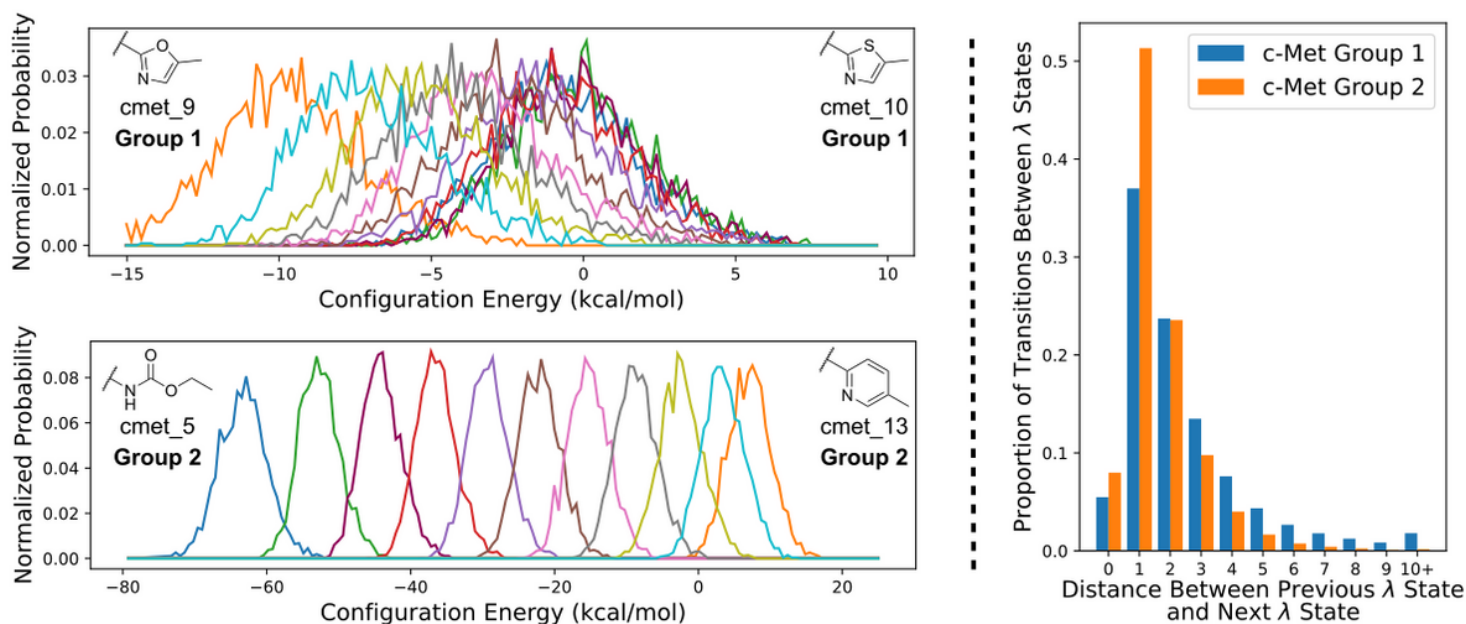 Normalized Probability
0.03
0.02
0.01
0.00
O
N
cmet_9
Group 1
S
N
cmet_10
Group 1
−15
−10
−5
0
5
10
Configuration Energy (kcal/mol)
Normalized Probability
0.08
0.06
0.04
0.02
0.00
O
N
H
O
cmet_5
Group 2
N
cmet_13
Group 2
−80
−60
−40
−20
0
20
Configuration Energy (kcal/mol)
Proportion of Transitions Between λ States
0.5
0.4
0.3
0.2
0.1
0.0
c-Met Group 1
c-Met Group 2
0 1 2 3 4 5 6 7 8 9 10+
Distance Between Previous λ State
and Next λ State